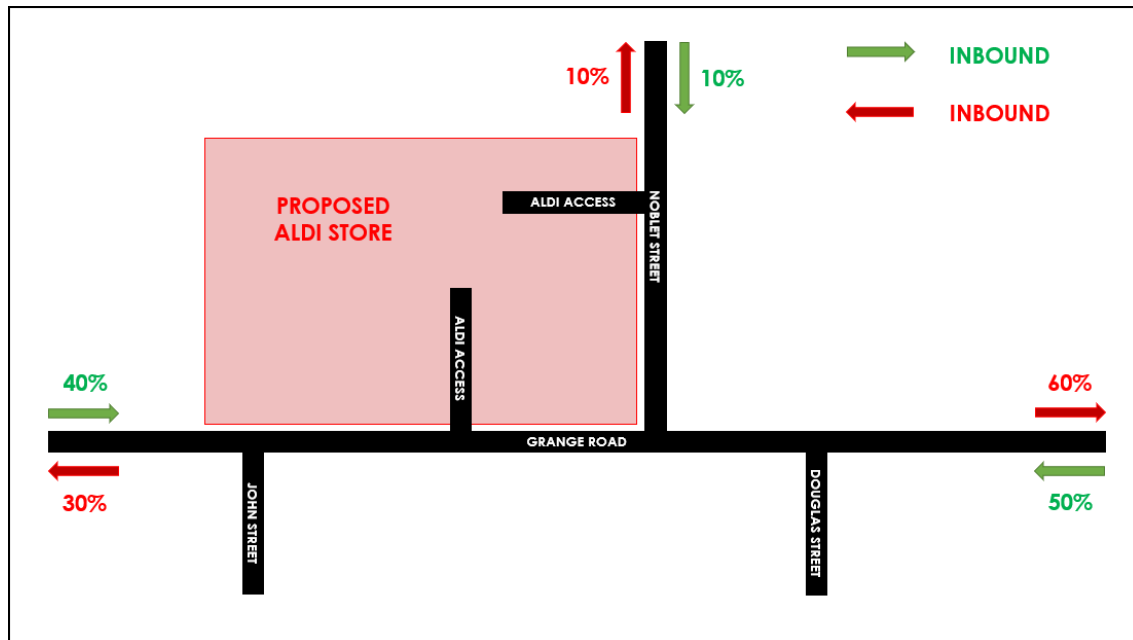 10%
10%
INBOUND
INBOUND
PROPOSED
ALDI STORE
ALDI ACCESS
NOBLET STREET
ALDI ACCESS
40%
60%
GRANGE ROAD
30%
50%
JOHN STREET
DOUGLAS STREET